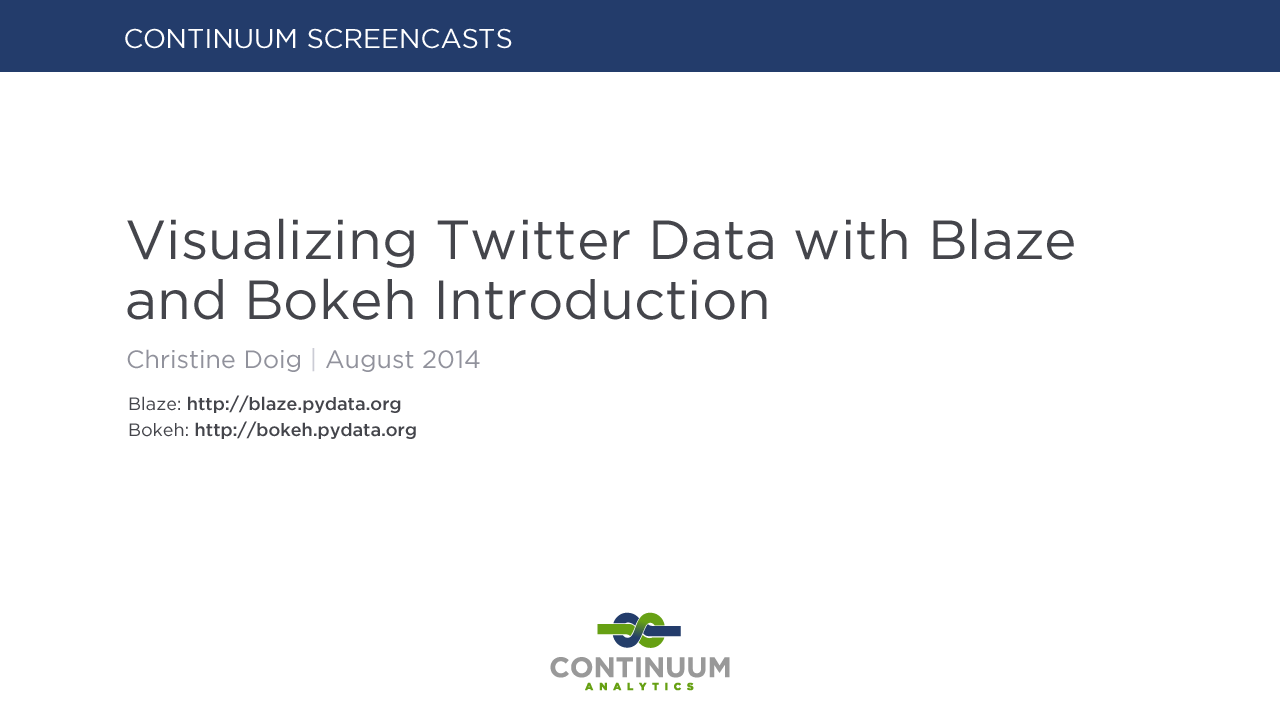 CONTINUUM SCREENCASTS
Visualizing Twitter Data with Blaze
and Bokeh Introduction
Christine Doig | August 2014
Blaze: http://blaze.pydata.org
Bokeh: http://bokeh.pydata.org
CONTINUUM
ANALYTICS